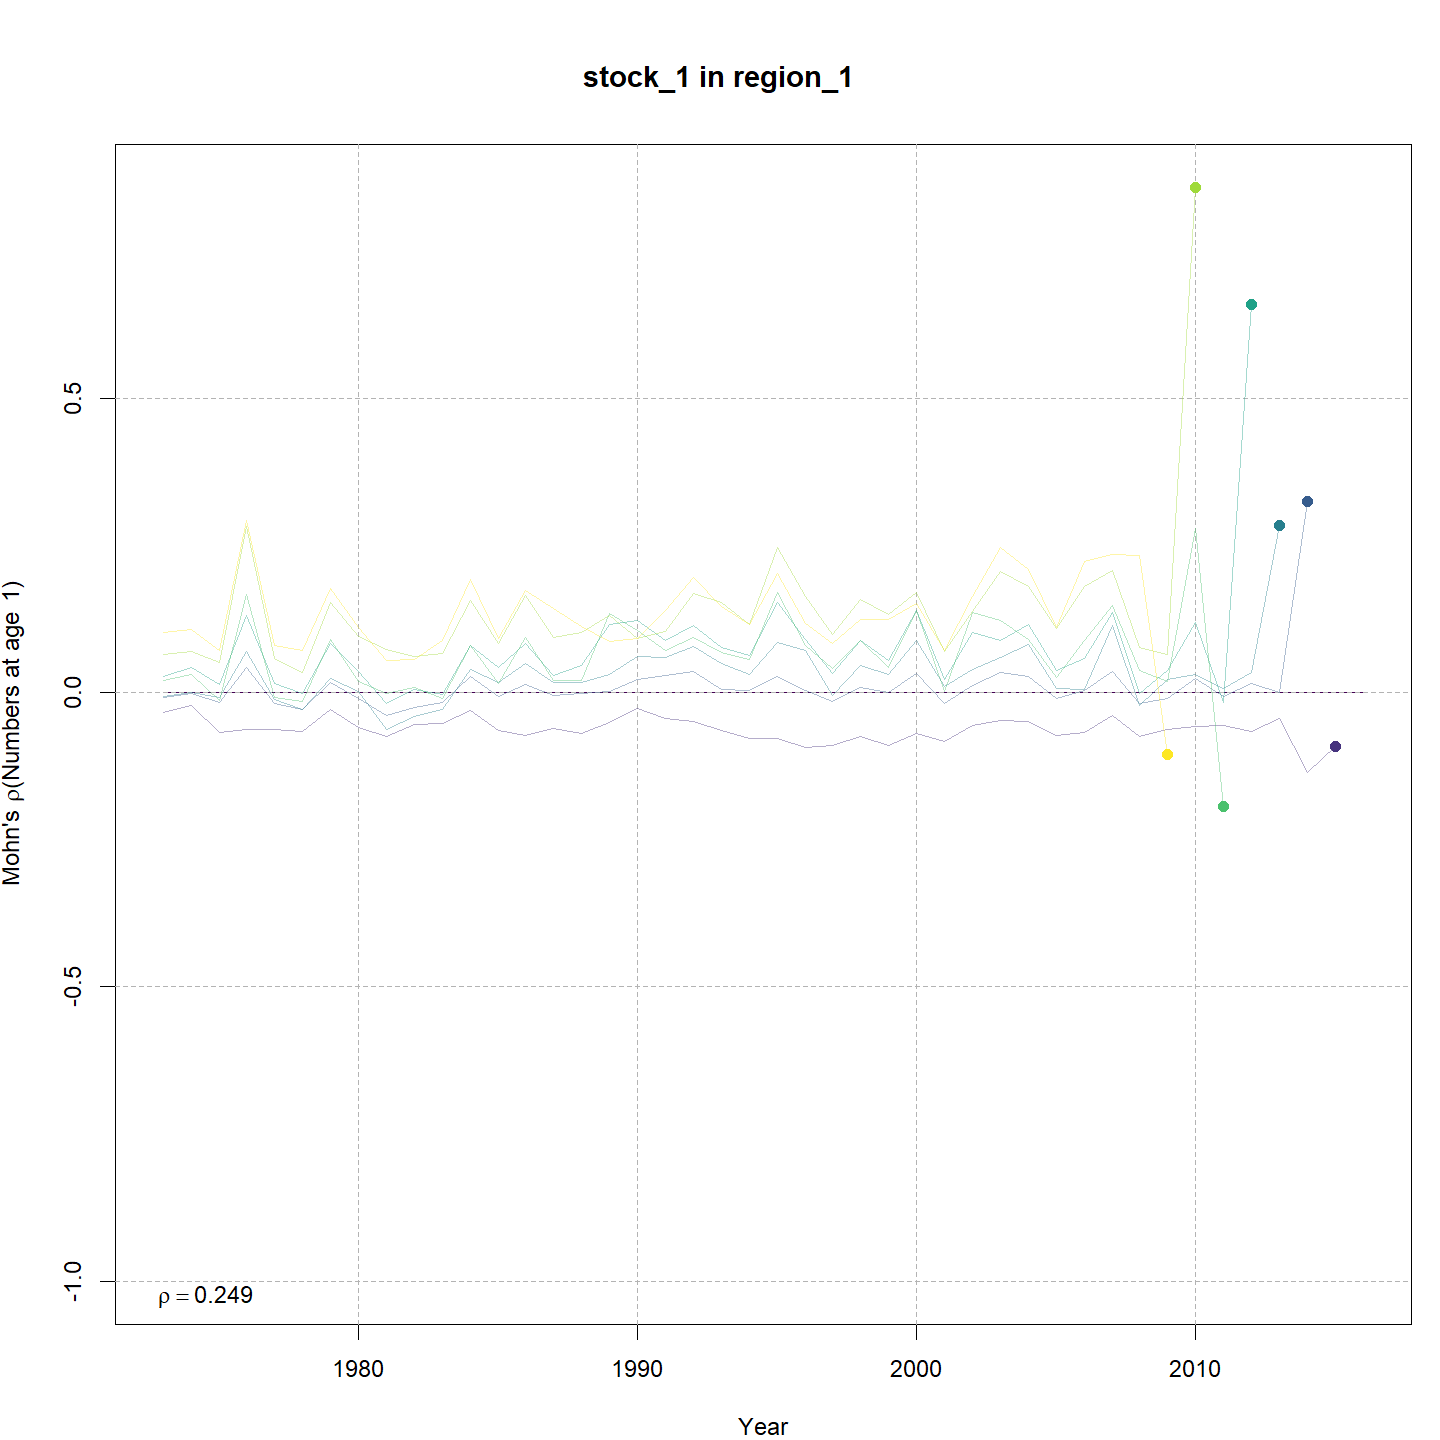 stock_1 in region_1
Mohn's ρ(Numbers at age 1)
0.5
0.0
-0.5
-1.0
ρ = 0.249
1980 1990 2000 2010
Year